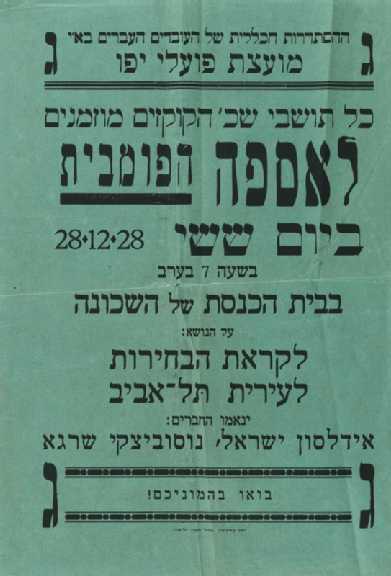 ההסתדרות הכללית של העובדים העברים בא״י
ג מועצת פועלי יפו ג
כל תושבי שכ' הקוקזים מוזמנים
לאספה הפומבית
ביום ששי 28•12•28
בשעה 7 בערב
בבית הכנסת של השכונה
על הנושא:
לקראת הבחירות
לעירית תל־אביב
ינאמו החברים:
אידלסון ישראל, נוסוביצקי שרגא
ג בואו בהמוניכם! ג